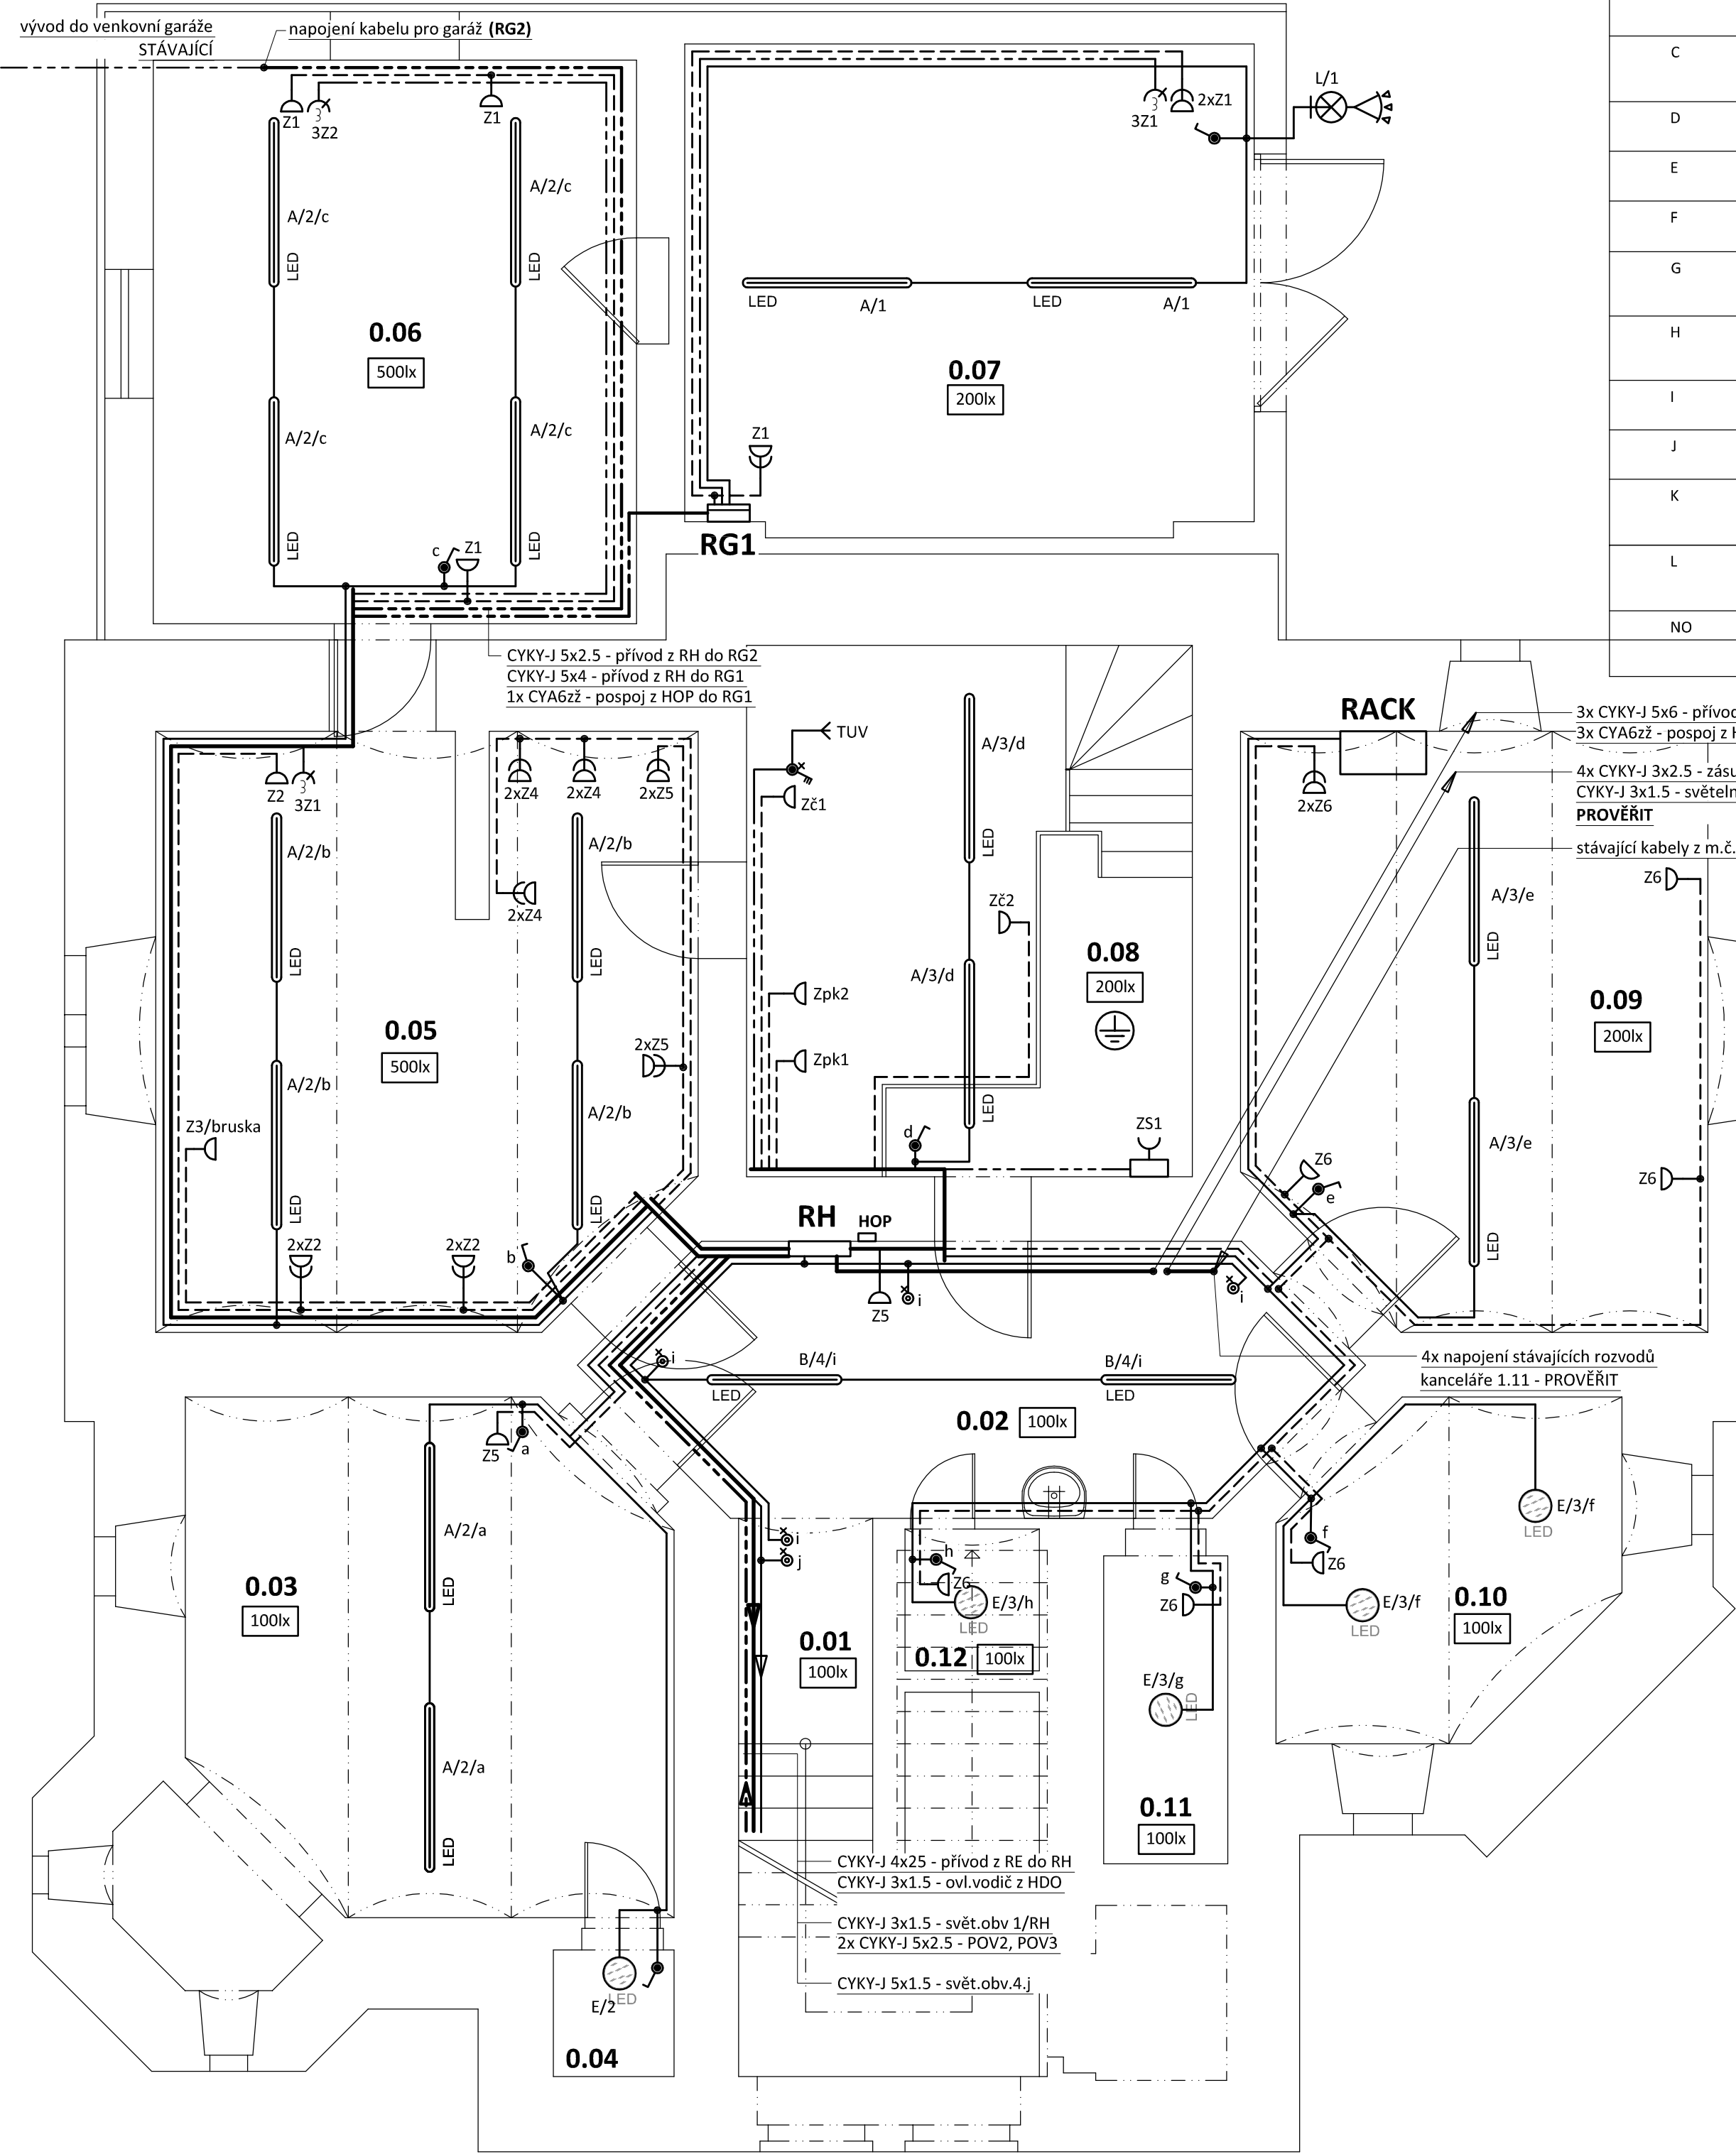 vývod do venkovní garáže
STÁVAJÍCÍ
napojení kabelu pro garáž (RG2)
Z1
3Z2
Z1
A/2/c
LED
A/2/c
LED
0.06
500lx
A/2/c
LED
A/2/c
LED
c
Z1
3Z1
2xZ1
L/1
LED
A/1
LED
A/1
0.07
200lx
Z1
RG1
C
D
E
F
G
H
I
J
K
L
NO
CYKY-J 5x2.5 - přívod z RH do RG2
CYKY-J 5x4 - přívod z RH do RG1
1x CYA6zž - pospoj z HOP do RG1
Z2
3Z1
2xZ4
2xZ4
2xZ5
A/2/b
LED
A/2/b
LED
2xZ4
0.05
500lx
2xZ5
A/2/b
LED
A/2/b
LED
Z3/bruska
2xZ2
2xZ2
b
TUV
Zč1
A/3/d
LED
Zč2
A/3/d
LED
Zpk2
Zpk1
0.08
200lx
d
ZS1
RACK
2xZ6
3x CYKY-J 5x6 - přívo
3x CYA6zž - pospoj z
4x CYKY-J 3x2.5 - zásu
CYKY-J 3x1.5 - světeln
PROVĚŘIT
stávající kabely z m.č.
Z6
A/3/e
LED
0.09
200lx
A/3/e
LED
Z6
Z6
e
RH
HOP
Z5
i
i
i
B/4/i
LED
B/4/i
LED
4x napojení stávajících rozvodů
kanceláře 1.11 - PROVĚŘIT
0.02
100lx
Z5
a
A/2/a
LED
0.03
100lx
A/2/a
LED
i
j
0.01
100lx
h
Z6
E/3/h
LED
0.12
100lx
g
Z6
E/3/g
LED
0.11
100lx
E/3/f
LED
f
Z6
E/3/f
LED
0.10
100lx
CYKY-J 4x25 - přívod z RE do RH
CYKY-J 3x1.5 - ovl.vodič z HDO
CYKY-J 3x1.5 - svět.obv 1/RH
2x CYKY-J 5x2.5 - POV2, POV3
CYKY-J 5x1.5 - svět.obv.4.j
E/2
LED
0.04